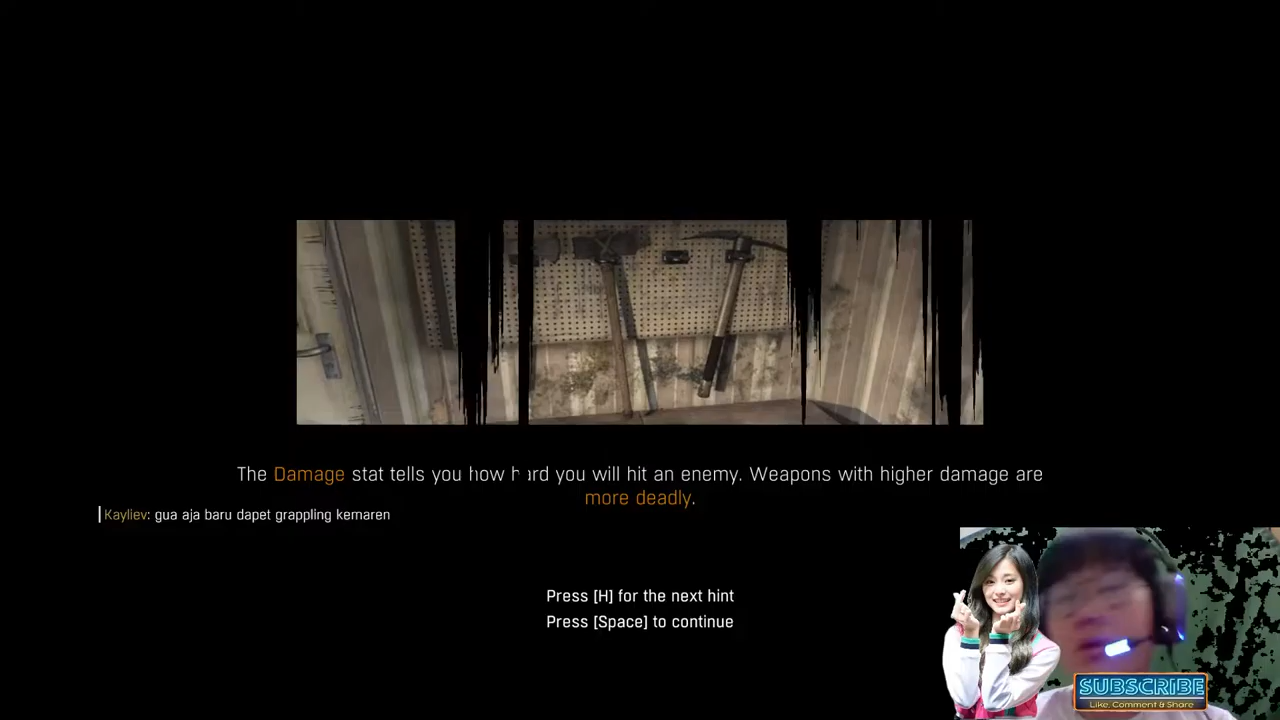 The Damage stat tells you how hard you will hit an enemy. Weapons with higher damage are
more deadly.
Kayliev: gua aja baru dapet grappling kemaren
Press [H] for the next hint
Press [Space] to continue
SUBSCRIBE
Like, Comment & Share